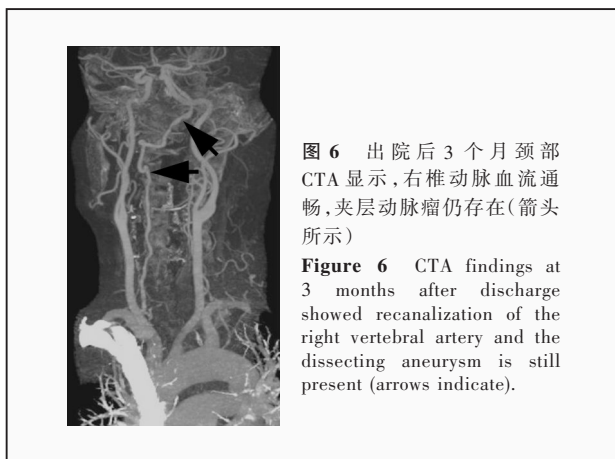 图 6 出院后 3 个月颈部
CTA 显示,右椎动脉血流通
畅,夹层动脉瘤仍存在(箭头
所示)
Figure 6 CTA findings at
3 months after discharge
showed recanalization of the
right vertebral artery and the
dissecting aneurysm is still
present (arrows indicate).